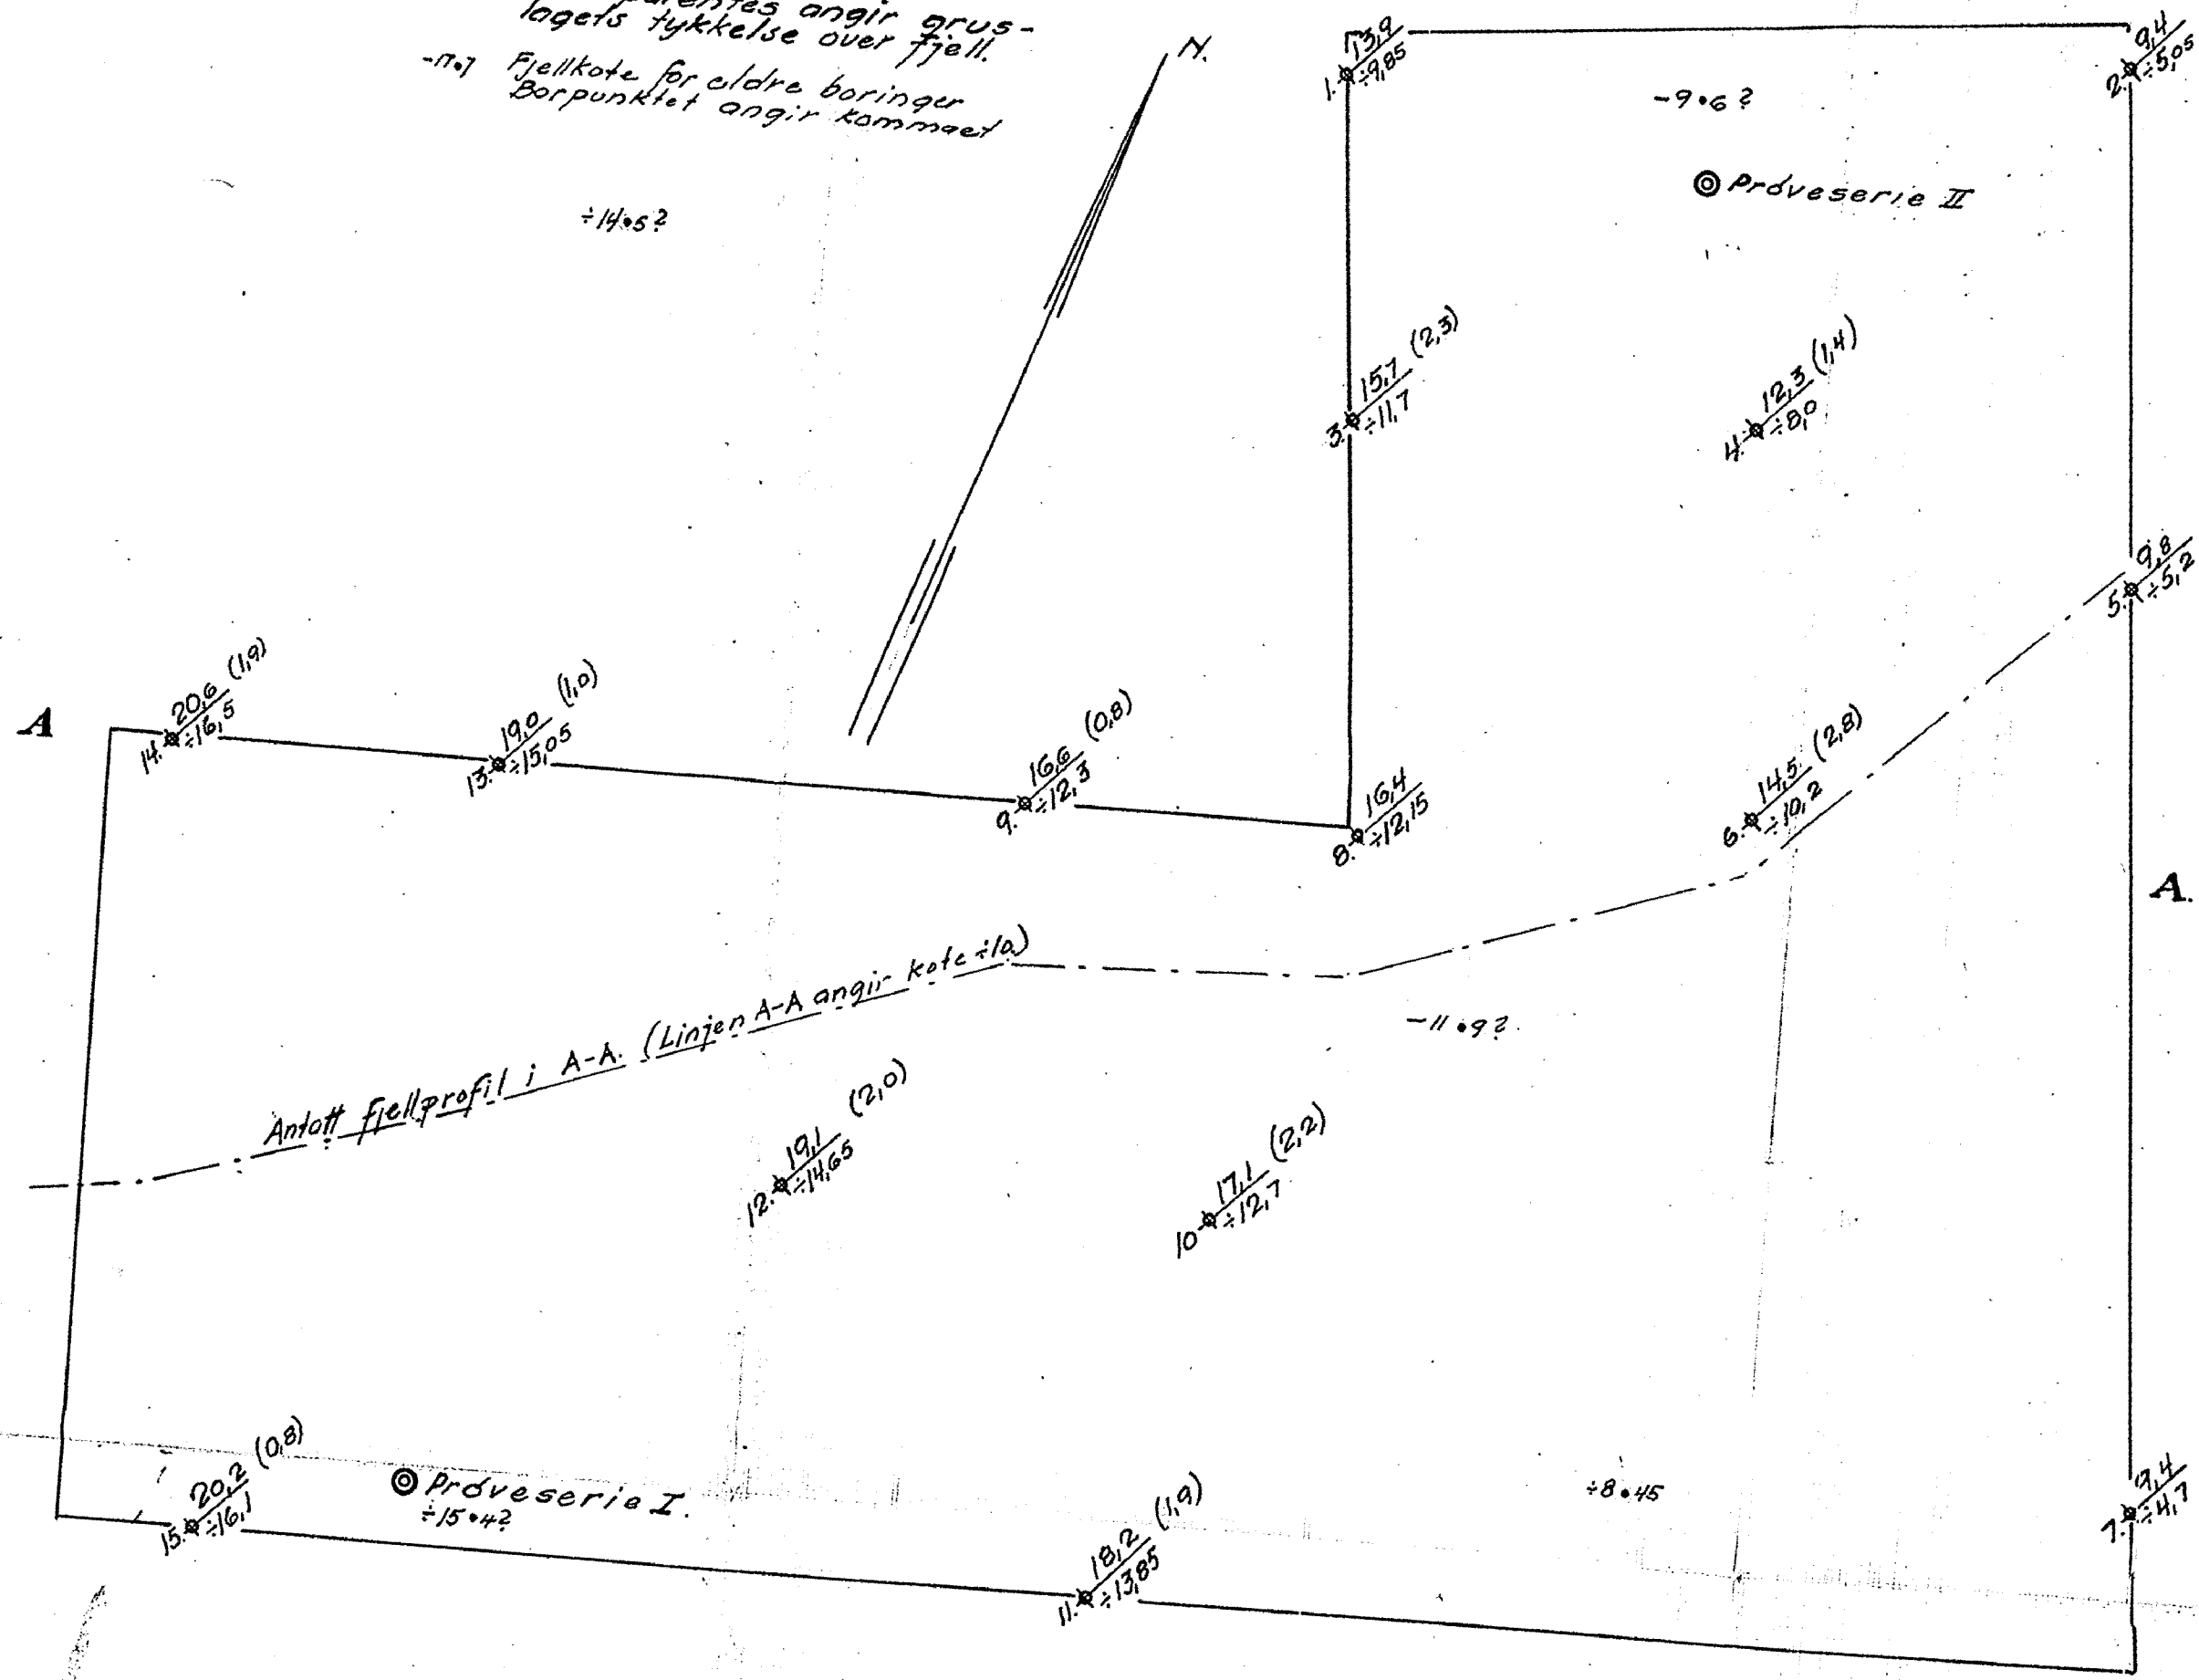 parentes angir grus-
lagets tykkelse over fjell.
Fjellkote for eldre boringer
Borpunktet angir kommaet
N.
÷14•5?
1. 13,9
÷9,85
-9•6?
2. 9,4
÷5,05
Prøveserie II
3. 15,7 (2,3)
÷11,7
4. 12,3 (1,4)
÷8,0
5. 9,8
÷5,2
A
14. 20,6 (1,9)
÷16,5
13. 19,0 (1,0)
÷15,05
9. 16,6 (0,8)
÷12,3
8. 16,4
÷12,15
6. 14,5 (2,8)
÷10,2
A.
Antatt fjellprofil i A-A. (Linjen A-A angir kote ÷10.)
-11•9?
12. 19,1 (2,0)
÷14,65
10 17,1 (2,2)
÷12,7
15. 20,2 (0,8)
÷16,1
Prøveserie I.
÷15•4?
11. 18,2 (1,9)
÷13,85
÷8•45
7. 9,4
÷4,7